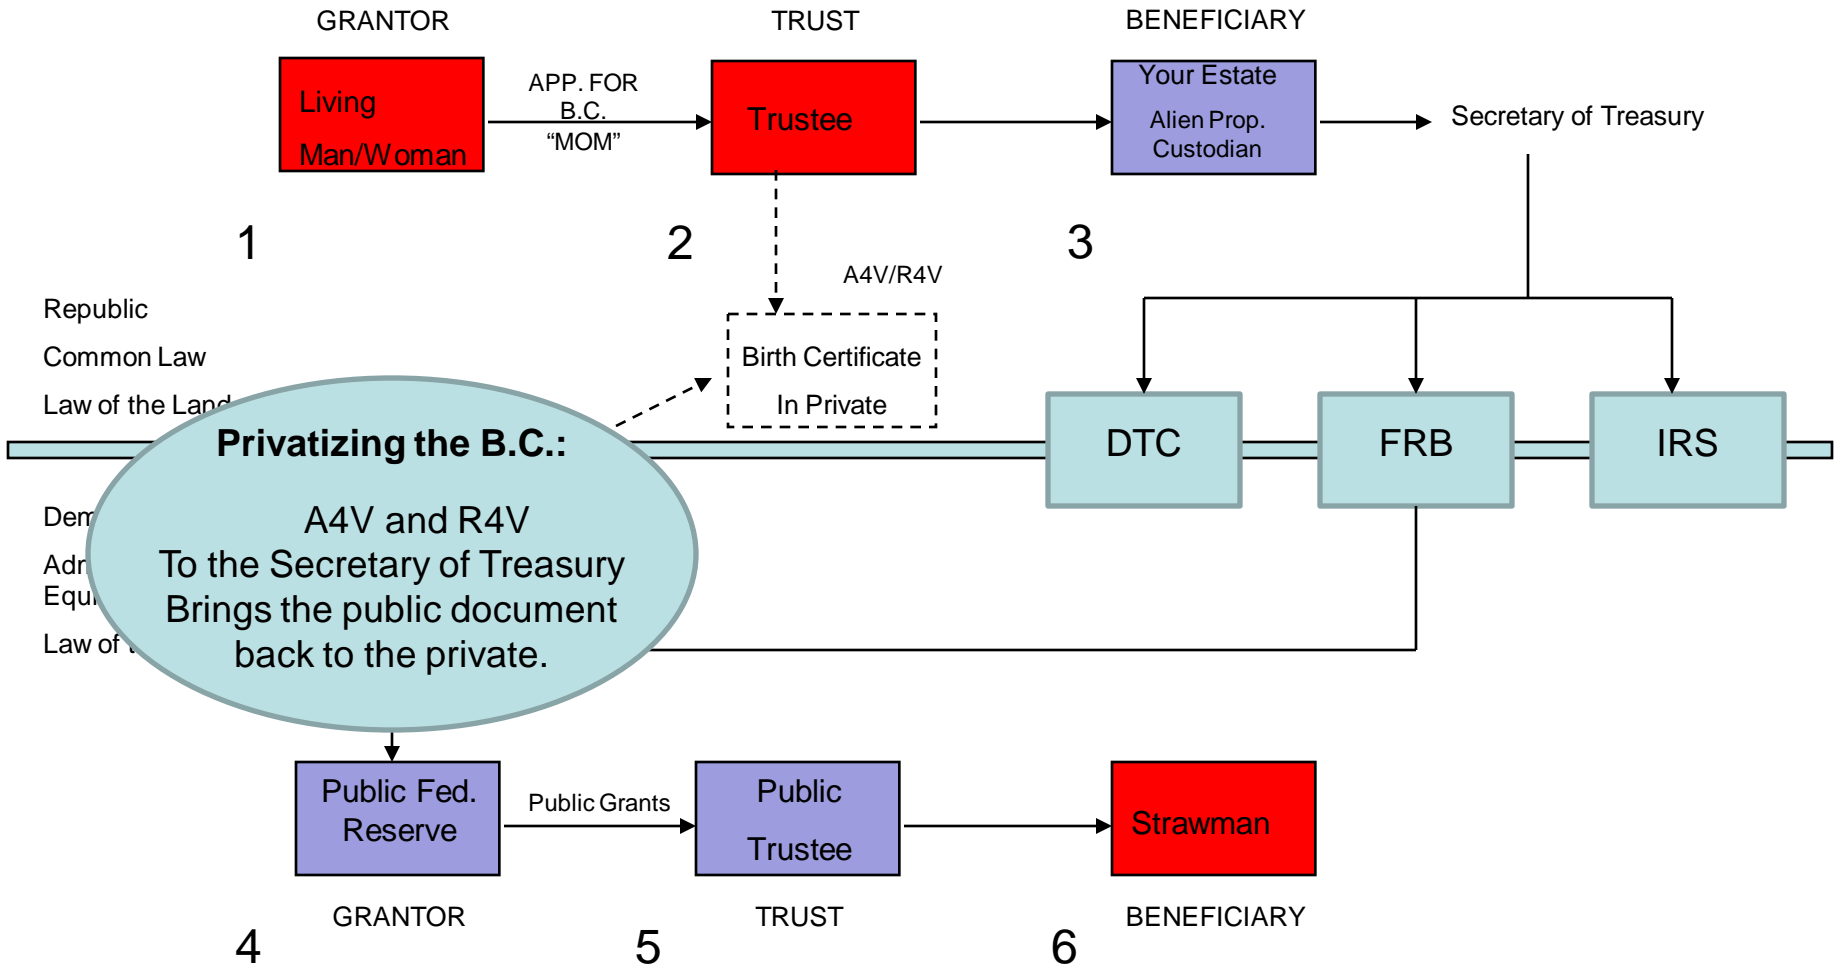 GRANTOR
TRUST
BENEFICIARY
Living
Man/Woman
APP. FOR
B.C.
“MOM”
Trustee
Your Estate
Alien Prop.
Custodian
Secretary of Treasury
1
2
3
A4V/R4V
Republic
Common Law
Law of the Land
Birth Certificate
In Private
DTC
FRB
IRS
Privatizing the B.C.:
A4V and R4V
To the Secretary of Treasury
Brings the public document
back to the private.
Law of
Public Fed.
Reserve
Public Grants
Public
Trustee
Strawman
GRANTOR
TRUST
BENEFICIARY
4
5
6